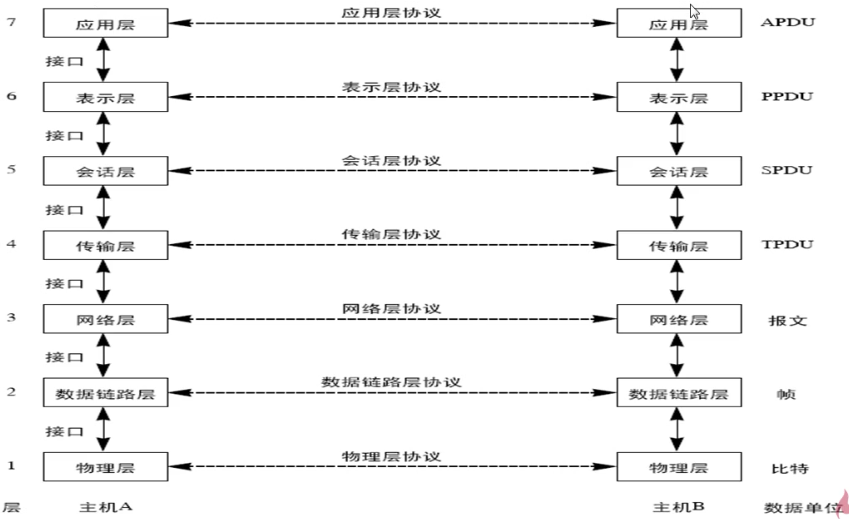 7 应用层 应用层协议 应用层 APDU
接口
6 表示层 表示层协议 表示层 PPDU
接口
5 会话层 会话层协议 会话层 SPDU
接口
4 传输层 传输层协议 传输层 TPDU
接口
3 网络层 网络层协议 网络层 报文
接口
2 数据链路层 数据链路层协议 数据链路层 帧
接口
1 物理层 物理层协议 物理层 比特
层 主机A 主机B 数据单位